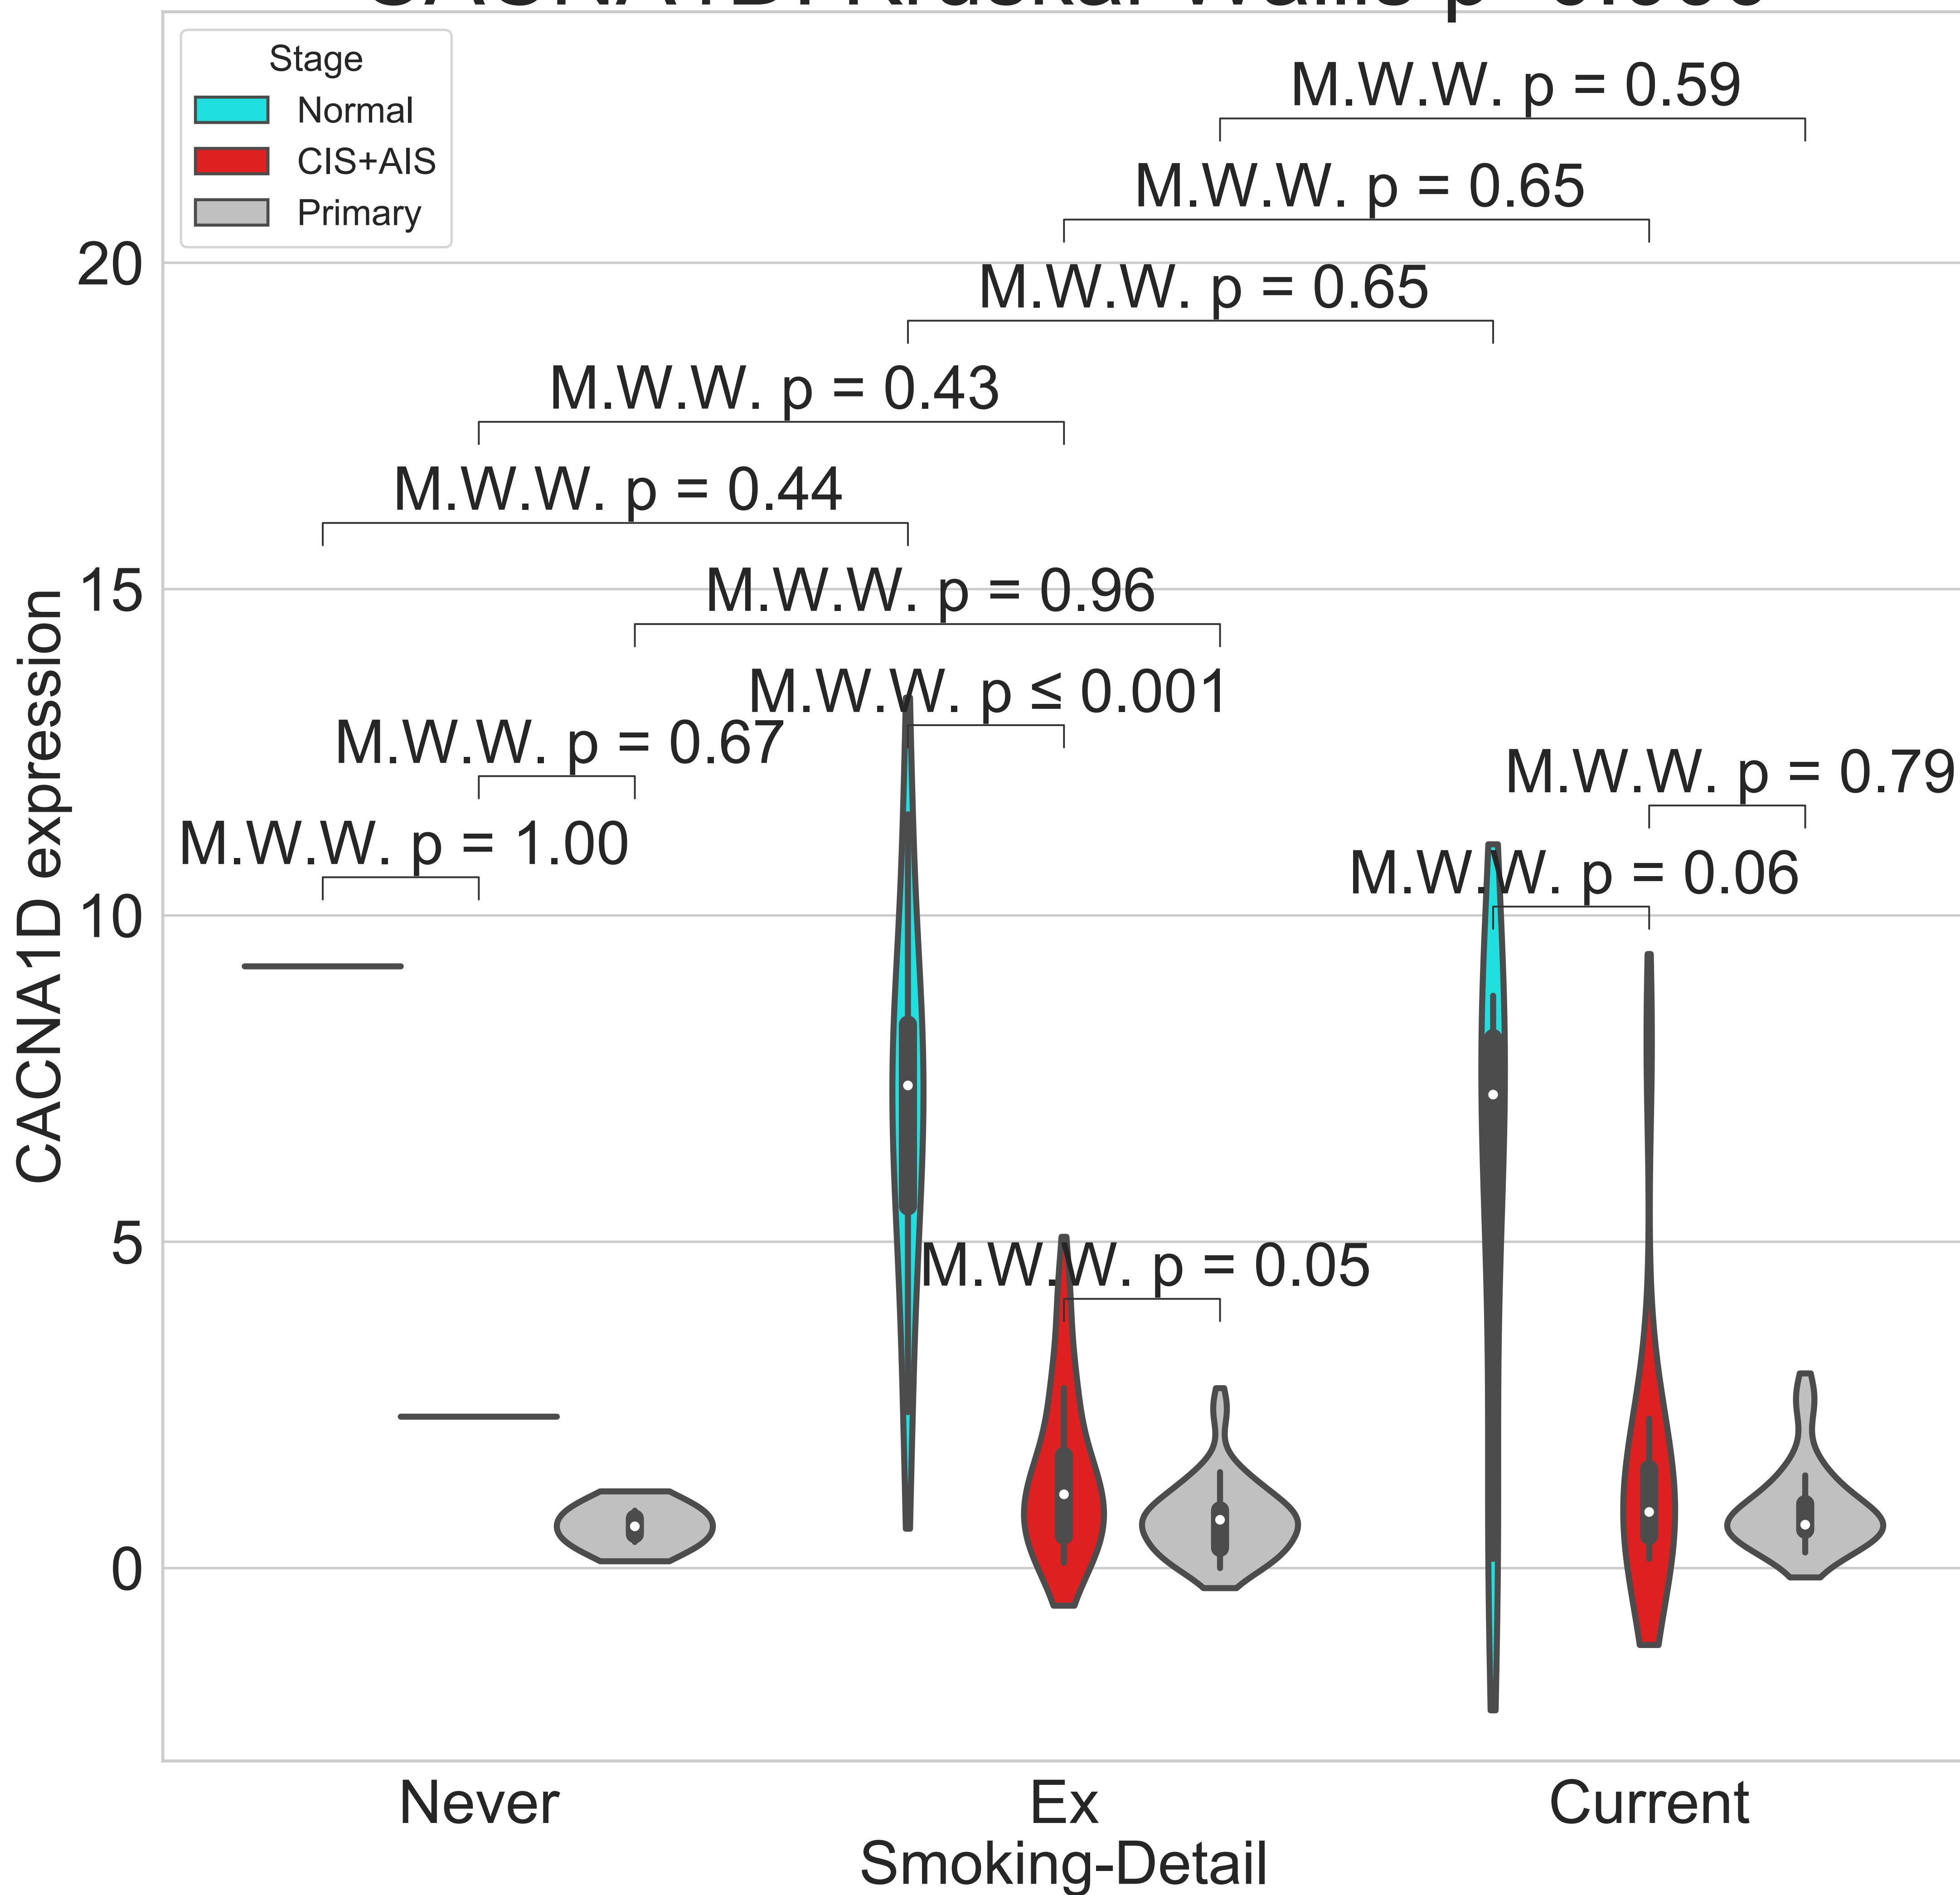 Stage
Normal
CIS+AIS
Primary
M.W.W. p = 0.59
M.W.W. p = 0.65
M.W.W. p = 0.65
M.W.W. p = 0.43
M.W.W. p = 0.44
M.W.W. p = 0.96
M.W.W. p ≤ 0.001
M.W.W. p = 0.67
M.W.W. p = 0.79
M.W.W. p = 1.00
M.W.W. p = 0.06
M.W.W. p = 0.05
CACNA1D expression
20
15
10
5
0
Never
Ex
Current
Smoking-Detail